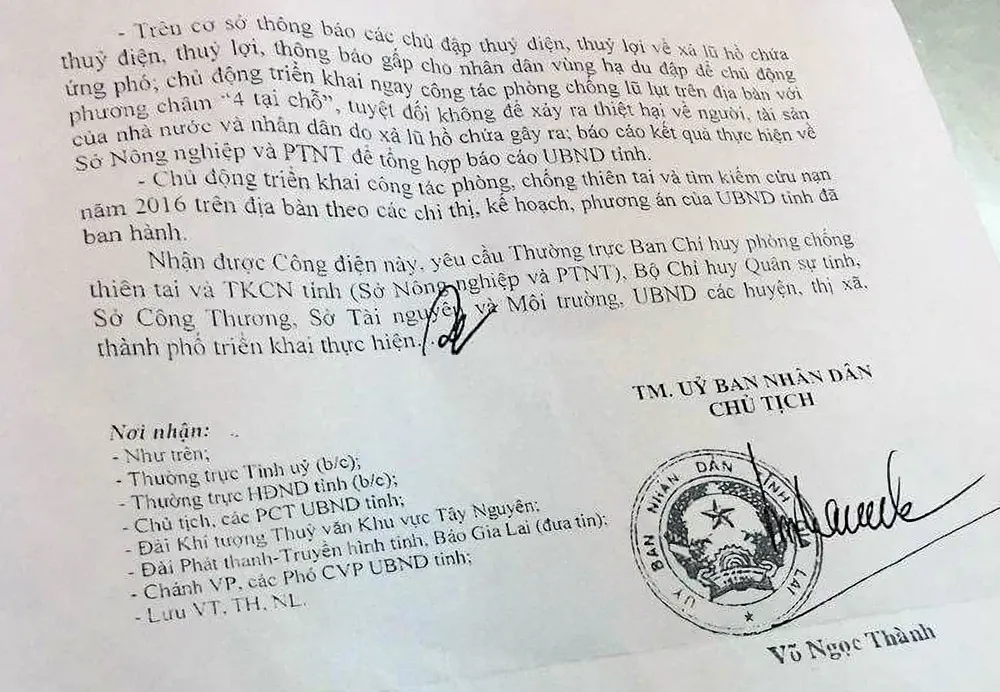 - Trên cơ sở thông báo các chủ đập thuỷ điện, thuỷ lợi về xả lũ hồ chứa
thuỷ điện, thuỷ lợi, thông báo gấp cho nhân dân vùng hạ du đập để chủ động
ứng phó; chủ động triển khai ngay công tác phòng chống lũ lụt trên địa bàn với
phương châm "4 tại chỗ", tuyệt đối không để xảy ra thiệt hại về người, tài sản
của nhà nước và nhân dân do xả lũ hồ chứa gây ra; báo cáo kết quả thực hiện về
Sở Nông nghiệp và PTNT để tổng hợp báo cáo UBND tỉnh.
- Chủ động triển khai công tác phòng, chống thiên tai và tìm kiếm cứu nạn
năm 2016 trên địa bàn theo các chỉ thị, kế hoạch, phương án của UBND tỉnh đã
ban hành.
Nhận được Công điện này, yêu cầu Thường trực Ban Chỉ huy phòng chống
thiên tai và TKCN tỉnh (Sở Nông nghiệp và PTNT), Bộ Chỉ huy Quân sự tỉnh,
Sở Công Thương, Sở Tài nguyên và Môi trường, UBND các huyện, thị xã,
thành phố triển khai thực hiện.
TM. UỶ BAN NHÂN DÂN
CHỦ TỊCH
Nơi nhận:
- Như trên;
- Thường trực Tỉnh uỷ (b/c);
- Thường trực HĐND tỉnh (b/c);
- Chủ tịch, các PCT UBND tỉnh;
- Đài Khí tượng Thuỷ văn Khu vực Tây Nguyên;
- Đài Phát thanh-Truyền hình tỉnh, Báo Gia Lai (đưa tin);
- Chánh VP, các Phó CVP UBND tỉnh;
- Lưu VT, TH, NL.
ỦY BAN NHÂN DÂN TỈNH LAI
Võ Ngọc Thành